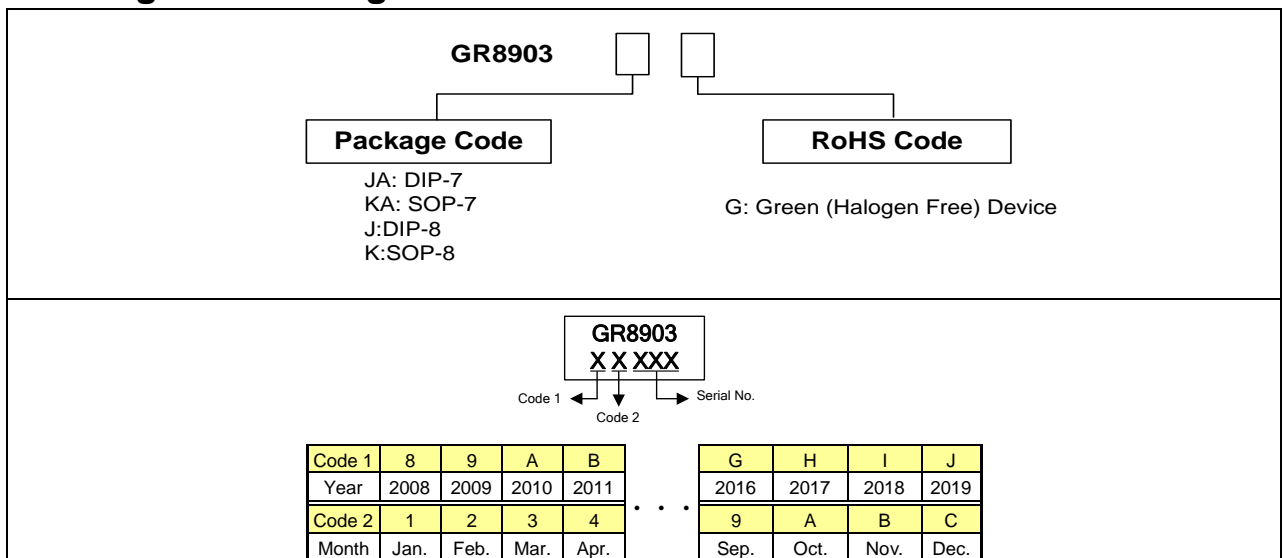 GR8903
Package Code
RoHS Code
JA: DIP-7
KA: SOP-7
J:DIP-8
K:SOP-8
G: Green (Halogen Free) Device
GR8903
X X XXX
Code 1
Serial No.
Code 2
Code 1 8 9 A B G H I J
Year 2008 2009 2010 2011 . . . 2016 2017 2018 2019
Code 2 1 2 3 4 9 A B C
Month Jan. Feb. Mar. Apr. Sep. Oct. Nov. Dec.